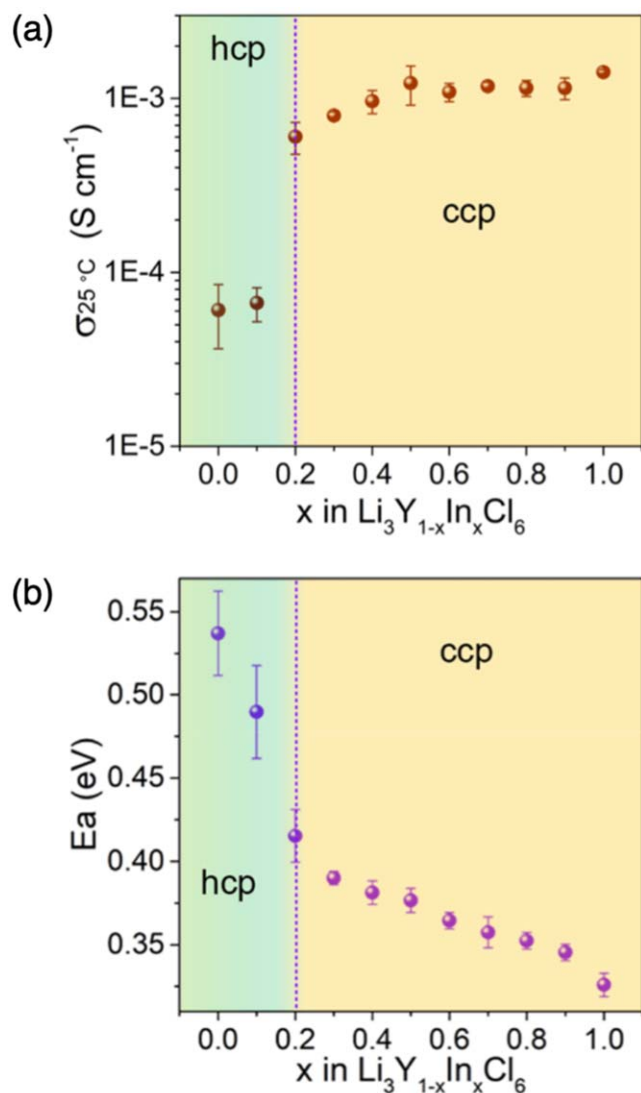 (a)
hcp
ccp
1E-3
1E-4
1E-5
σ25 °C (S cm⁻¹)
0.0 0.2 0.4 0.6 0.8 1.0
x in Li₃Y₁₋ₓInₓCl₆
(b)
ccp
hcp
0.55
0.50
0.45
0.40
0.35
Ea (eV)
0.0 0.2 0.4 0.6 0.8 1.0
x in Li₃Y₁₋ₓInₓCl₆